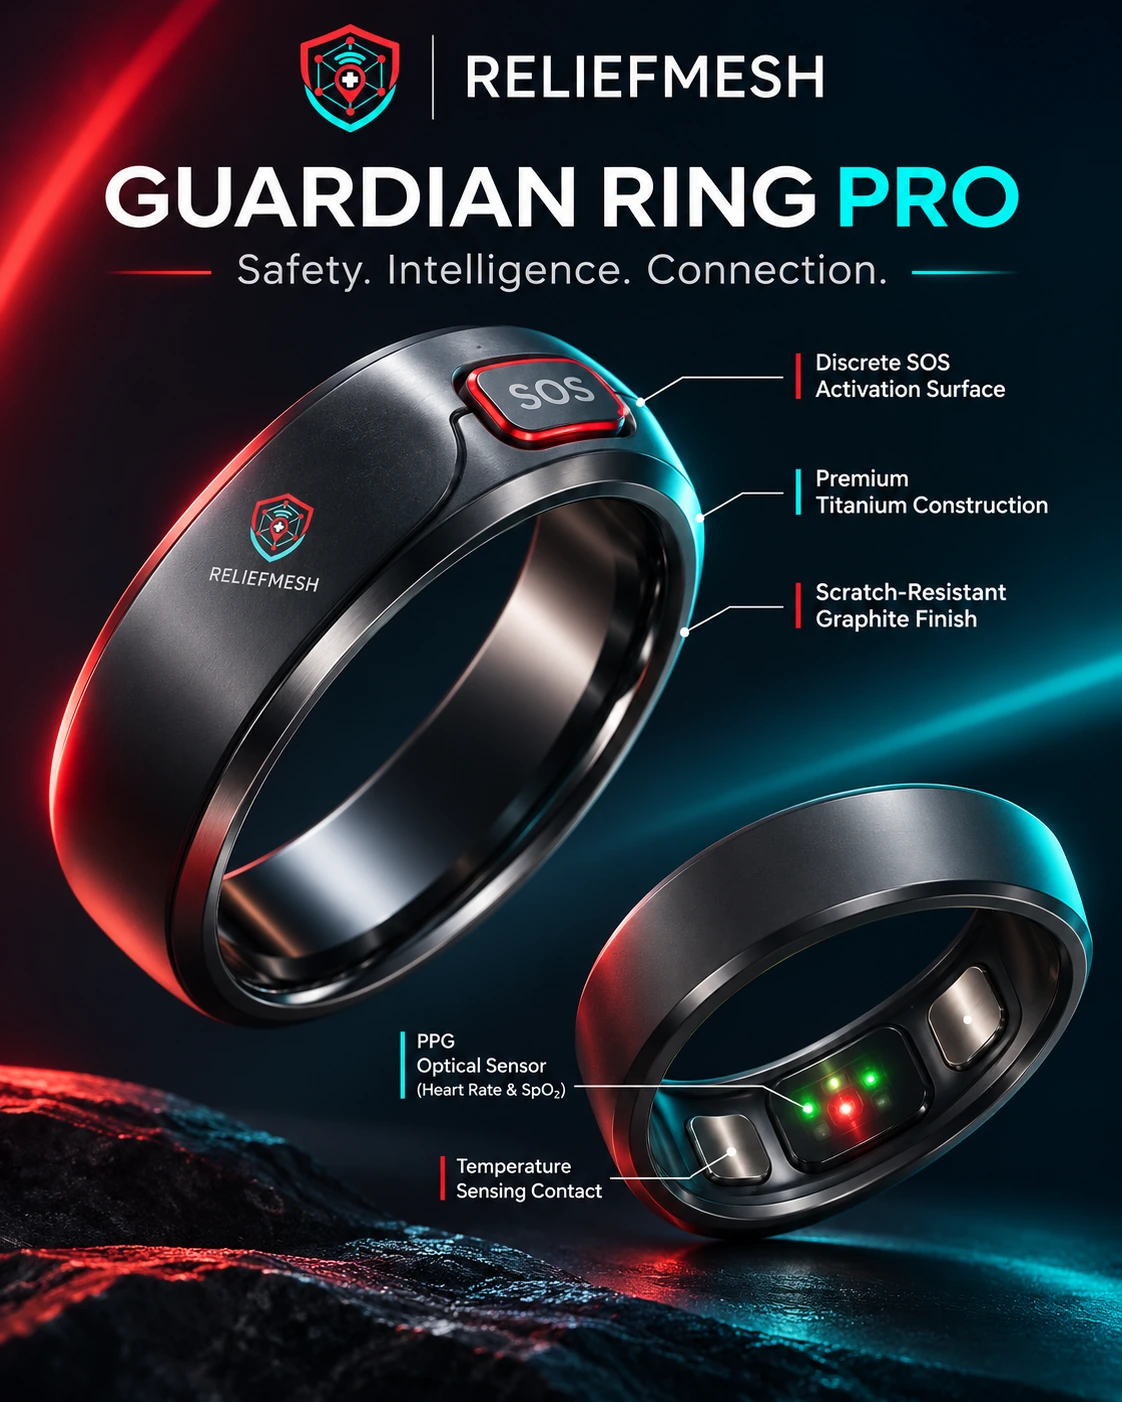 RELIEFMESH
GUARDIAN RING PRO
Safety. Intelligence. Connection.
SOS
Discrete SOS
Activation Surface
Premium
Titanium Construction
Scratch-Resistant
Graphite Finish
RELIEFMESH
PPG
Optical Sensor
(Heart Rate & SpO₂)
Temperature
Sensing Contact